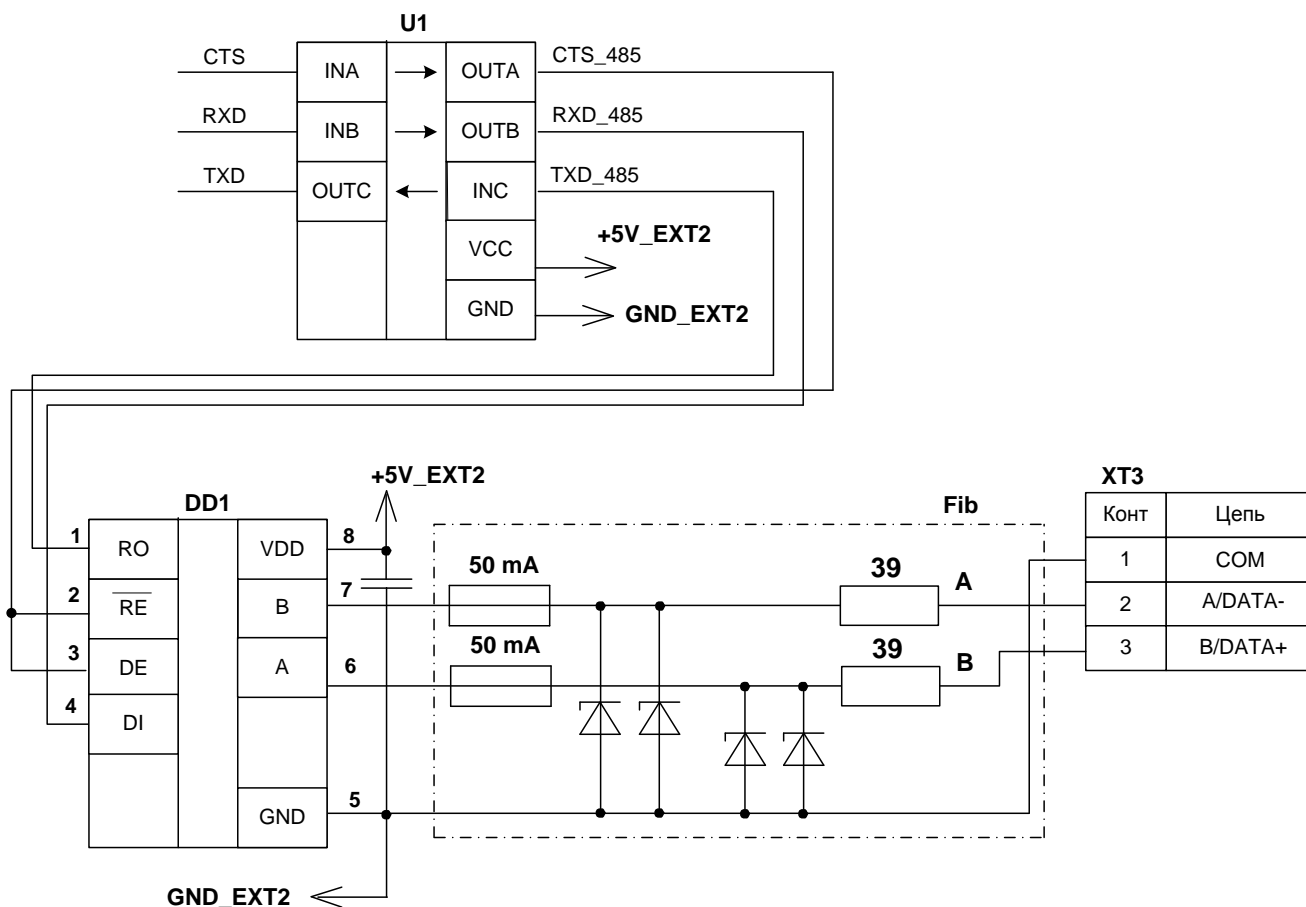 U1
CTS INA OUTA CTS_485
RXD INB OUTB RXD_485
TXD OUTC INC TXD_485
VCC +5V_EXT2
GND GND_EXT2
+5V_EXT2
DD1
Fib
XT3
Конт Цепь
1 RO VDD 8
50 mA
39
A
1 COM
2 RE B 7
2 A/DATA-
3 DE A 6
50 mA
39
B
3 B/DATA+
4 DI
GND 5
GND_EXT2